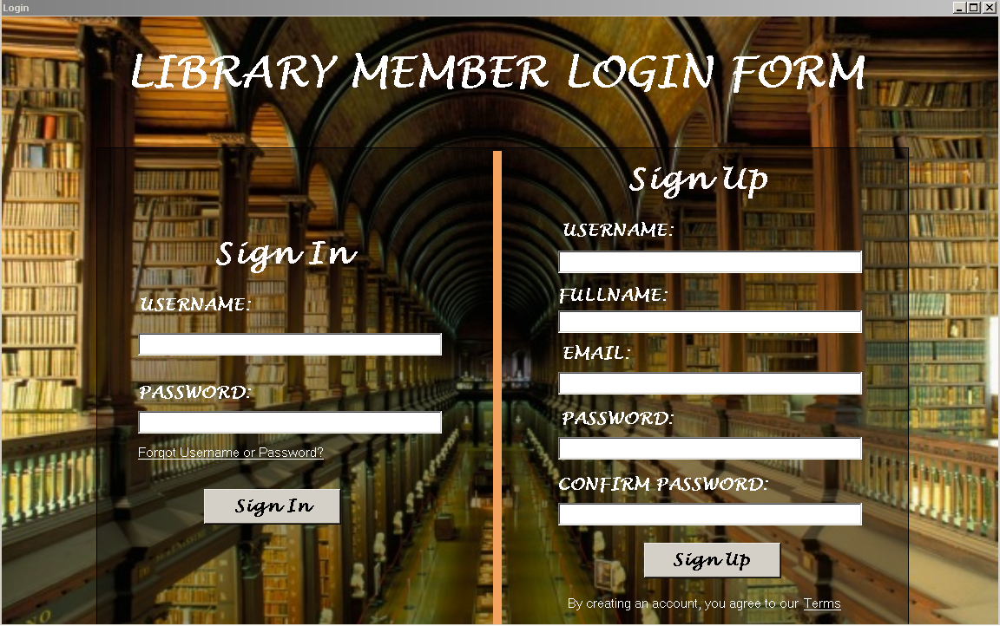 Login
LIBRARY MEMBER LOGIN FORM
Sign In
USERNAME:
PASSWORD:
Forgot Username or Password?
Sign In
Sign Up
USERNAME:
FULLNAME:
EMAIL:
PASSWORD:
CONFIRM PASSWORD:
Sign Up
By creating an account, you agree to our Terms